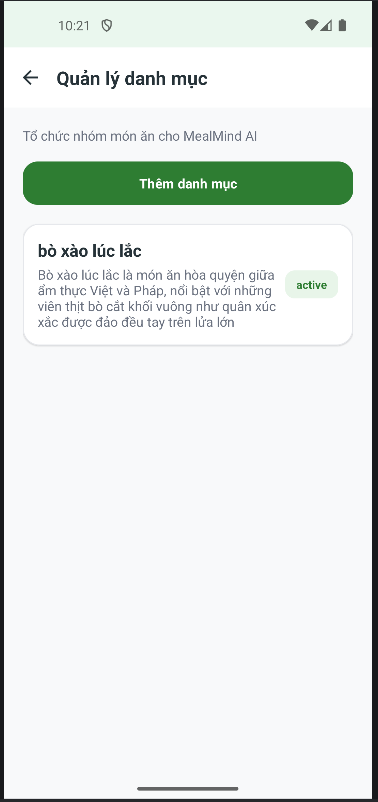 10:21
Quản lý danh mục
Tổ chức nhóm món ăn cho MealMind AI
Thêm danh mục
bò xào lúc lắc
Bò xào lúc lắc là món ăn hòa quyện giữa
ẩm thực Việt và Pháp, nổi bật với những
viên thịt bò cắt khối vuông như quân xúc
xắc được đảo đều tay trên lửa lớn
active